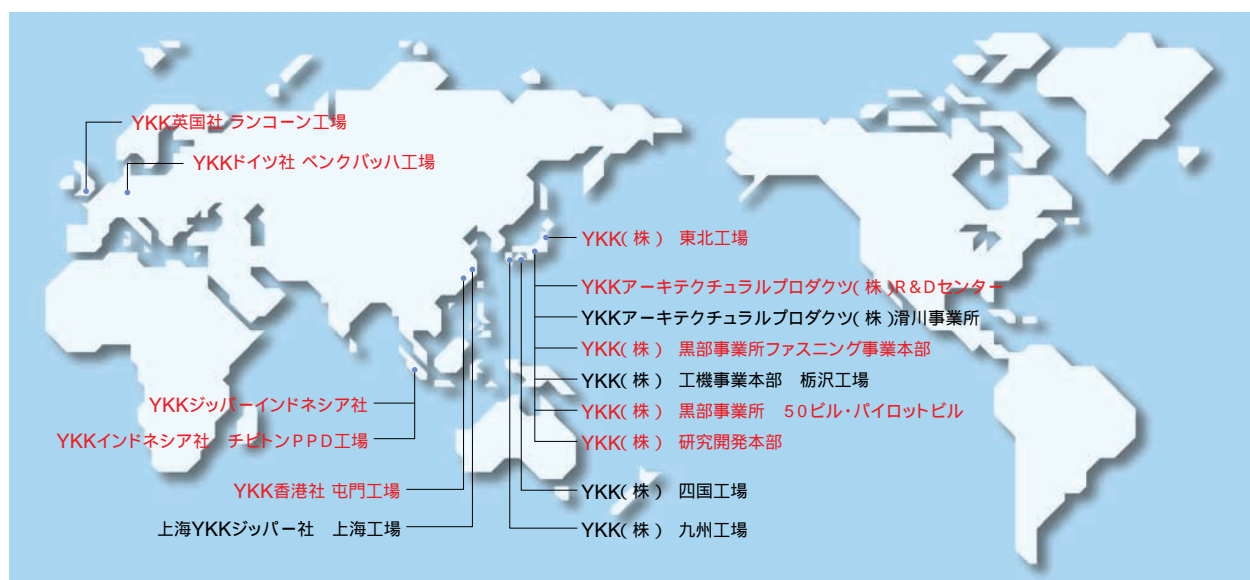 YKK英国社 ランコーン工場
YKKドイツ社 ベンクバッハ工場
YKK(株) 東北工場
YKKアーキテクチュラルプロダクツ(株)R&Dセンター
YKKアーキテクチュラルプロダクツ(株)滑川事業所
YKK(株) 黒部事業所ファスニング事業本部
YKK(株) 工機事業本部 栃沢工場
YKK(株) 黒部事業所 50ビル・パイロットビル
YKK(株) 研究開発本部
YKK(株) 四国工場
YKK(株) 九州工場
YKKジッパーインドネシア社
YKKインドネシア社 チビトンPPD工場
YKK香港社 屯門工場
上海YKKジッパー社 上海工場